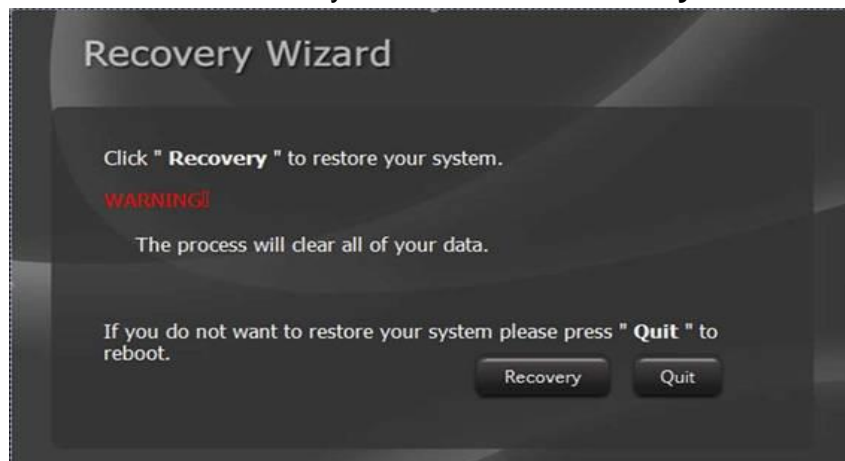 Recovery Wizard
Click " Recovery " to restore your system.
WARNING
The process will clear all of your data.
If you do not want to restore your system please press " Quit " to
reboot.
Recovery Quit